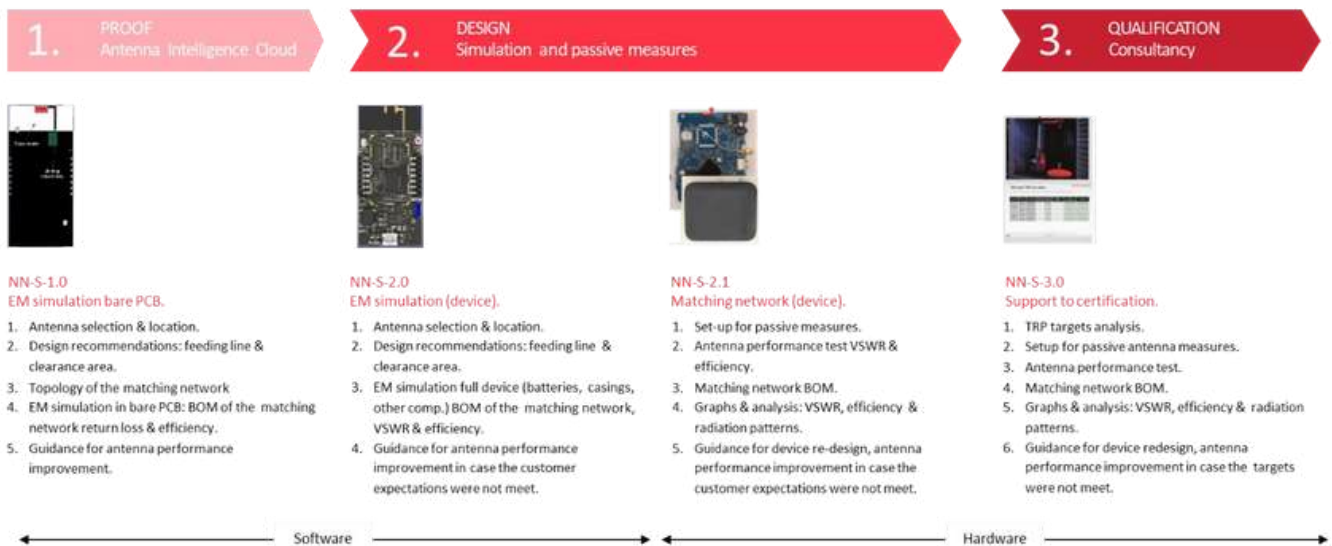 1.
PROOF
Antenna Intelligence Cloud
2.
DESIGN
Simulation and passive measures
3.
QUALIFICATION
Consultancy
NN-S-1.0
EM simulation bare PCB.
1. Antenna selection & location.
2. Design recommendations: feeding line &
clearance area.
3. Topology of the matching network
4. EM simulation in bare PCB: BOM of the matching
network return loss & efficiency.
5. Guidance for antenna performance
improvement.
NN-S-2.0
EM simulation (device).
1. Antenna selection & location.
2. Design recommendations: feeding line &
clearance area.
3. EM simulation full device (batteries, casings,
other comp.) BOM of the matching network,
VSWR & efficiency.
4. Guidance for antenna performance
improvement in case the customer
expectations were not meet.
NN-S-2.1
Matching network (device).
1. Set-up for passive measures.
2. Antenna performance test VSWR &
efficiency.
3. Matching network BOM.
4. Graphs & analysis: VSWR, efficiency &
radiation patterns.
5. Guidance for device re-design, antenna
performance improvement in case the
customer expectations were not meet.
NN-S-3.0
Support to certification.
1. TRP targets analysis.
2. Setup for passive antenna measures.
3. Antenna performance test.
4. Matching network BOM.
5. Graphs & analysis: VSWR, efficiency & radiation
patterns.
6. Guidance for device redesign, antenna
performance improvement in case the targets
were not meet.
Software
Hardware